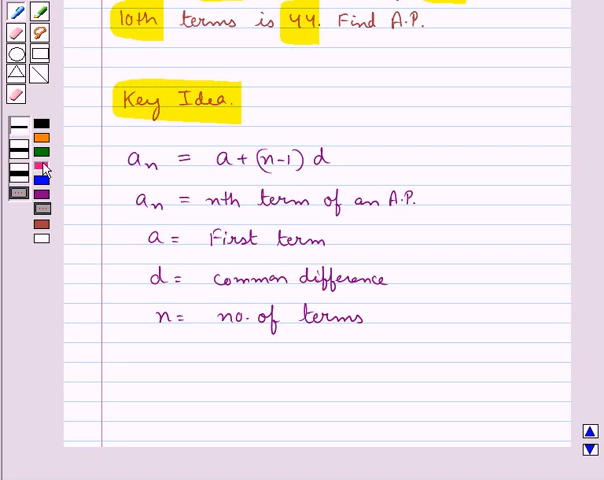 10th terms is 44. Find A.P.
Key Idea.
an = a + (n-1) d
an = nth term of an A.P.
a = First term
d = common difference
n = no. of terms